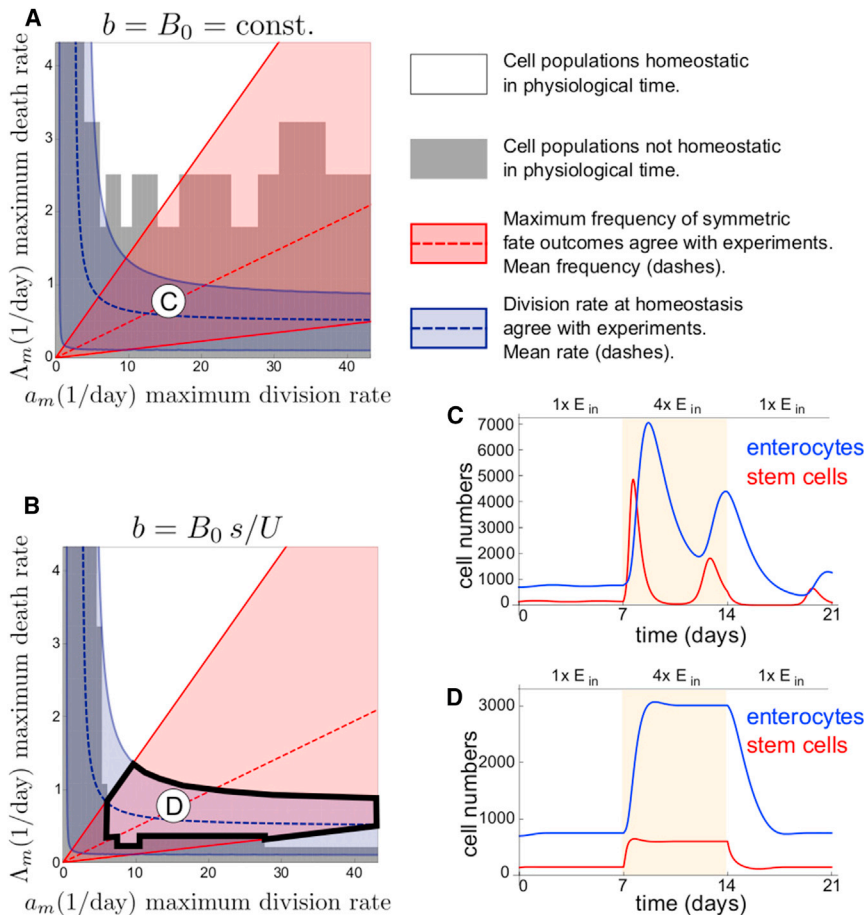 A
b = B₀ = const.
Λₘ(1/day) maximum death rate
4
3
2
1
0
0 10 20 30 40
aₘ(1/day) maximum division rate
C
Cell populations homeostatic
in physiological time.
Cell populations not homeostatic
in physiological time.
Maximum frequency of symmetric
fate outcomes agree with experiments.
Mean frequency (dashes).
Division rate at homeostasis
agree with experiments.
Mean rate (dashes).
B
b = B₀ s/U
Λₘ(1/day) maximum death rate
4
3
2
1
0
0 10 20 30 40
aₘ(1/day) maximum division rate
D
C
1x E in 4x E in 1x E in
enterocytes
stem cells
cell numbers
7000
6000
5000
4000
3000
2000
1000
0
0 7 14 21
time (days)
D
1x E in 4x E in 1x E in
enterocytes
stem cells
cell numbers
3000
2000
1000
0
0 7 14 21
time (days)